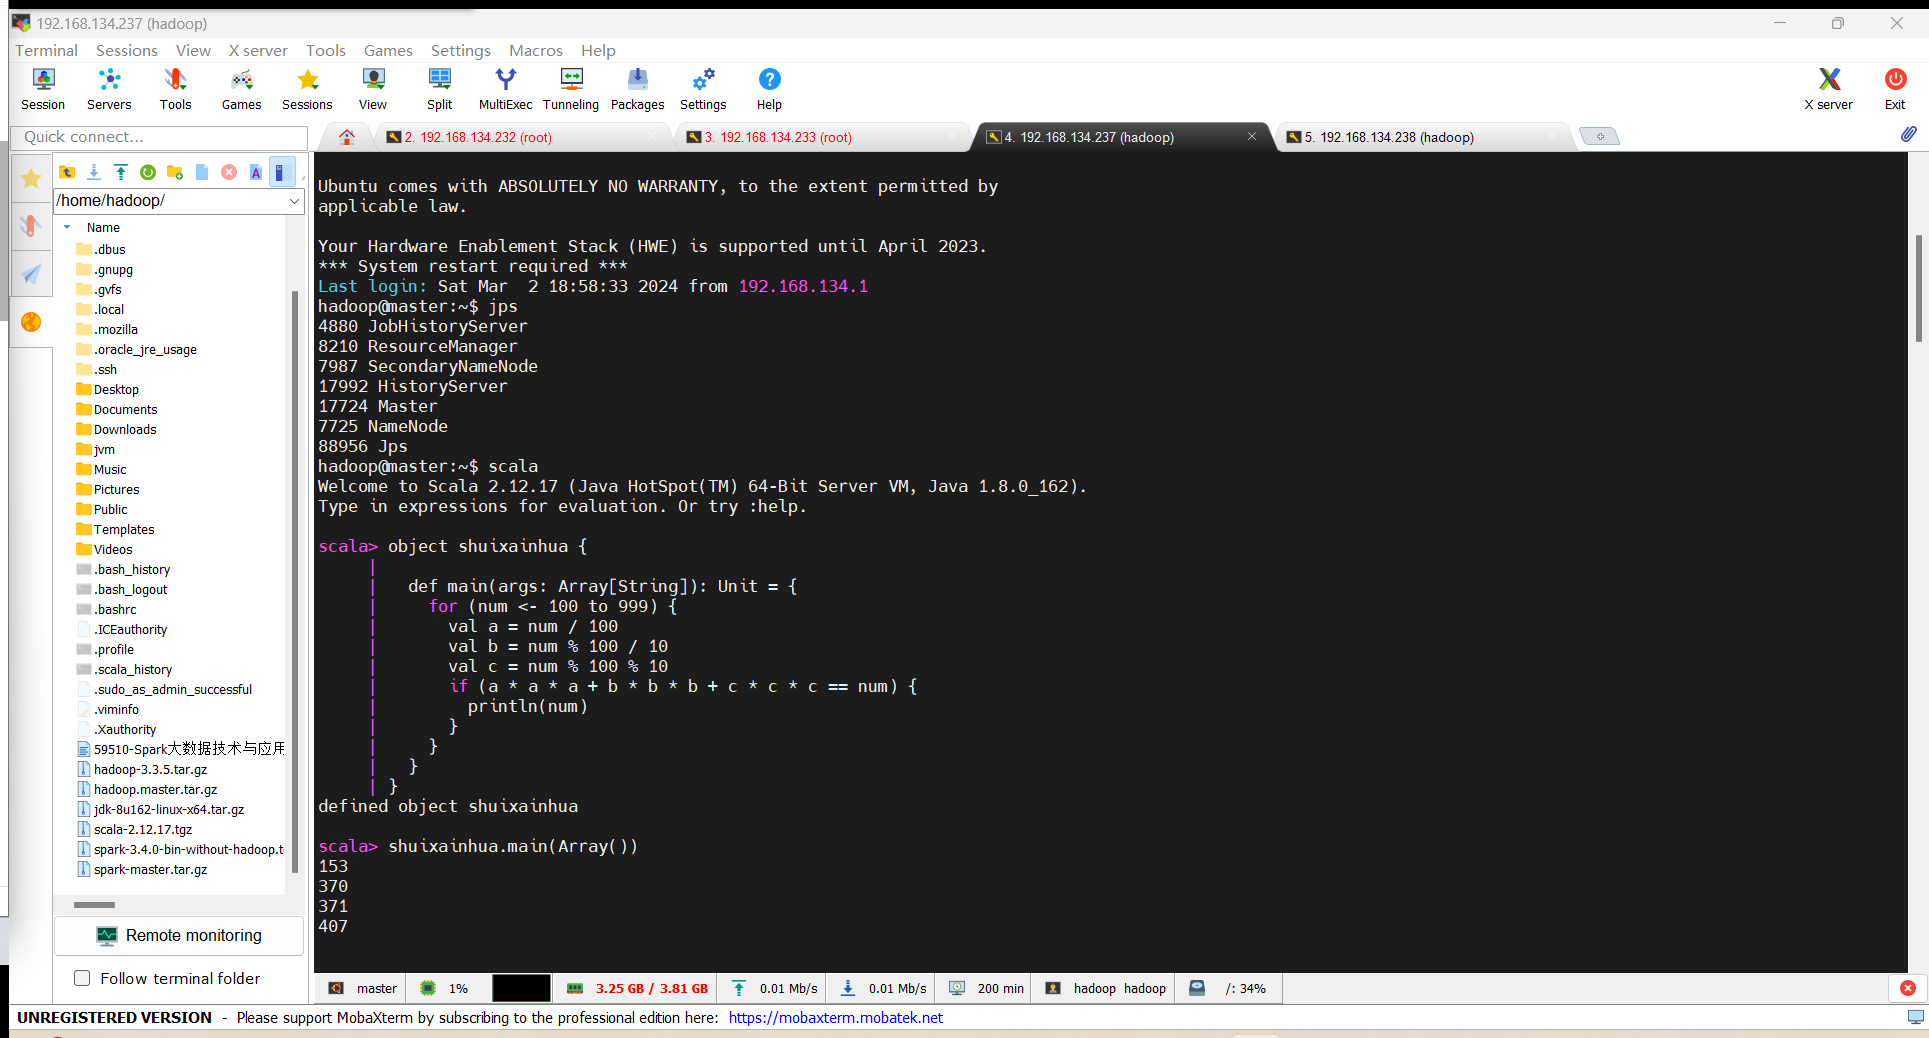 192.168.134.237 (hadoop)
Terminal Sessions View X server Tools Games Settings Macros Help
Session Servers Tools Games Sessions View Split MultiExec Tunneling Packages Settings Help X server Exit
Quick connect...
2. 192.168.134.232 (root)
3. 192.168.134.233 (root)
4. 192.168.134.237 (hadoop)
5. 192.168.134.238 (hadoop)
/home/hadoop/
Name
.dbus
.gnupg
.gvfs
.local
.mozilla
.oracle_jre_usage
.ssh
Desktop
Documents
Downloads
jvm
Music
Pictures
Public
Templates
Videos
.bash_history
.bash_logout
.bashrc
.ICEauthority
.profile
.scala_history
.sudo_as_admin_successful
.viminfo
.Xauthority
59510-Spark大数据技术与应用
hadoop-3.3.5.tar.gz
hadoop.master.tar.gz
jdk-8u162-linux-x64.tar.gz
scala-2.12.17.tgz
spark-3.4.0-bin-without-hadoop.t
spark-master.tar.gz
Remote monitoring
Follow terminal folder
Ubuntu comes with ABSOLUTELY NO WARRANTY, to the extent permitted by
applicable law.
Your Hardware Enablement Stack (HWE) is supported until April 2023.
*** System restart required ***
Last login: Sat Mar  2 18:58:33 2024 from 192.168.134.1
hadoop@master:~$ jps
4880 JobHistoryServer
8210 ResourceManager
7987 SecondaryNameNode
17992 HistoryServer
17724 Master
7725 NameNode
88956 Jps
hadoop@master:~$ scala
Welcome to Scala 2.12.17 (Java HotSpot(TM) 64-Bit Server VM, Java 1.8.0_162).
Type in expressions for evaluation. Or try :help.
scala> object shuixainhua {
     |
     |   def main(args: Array[String]): Unit = {
     |     for (num <- 100 to 999) {
     |       val a = num / 100
     |       val b = num % 100 / 10
     |       val c = num % 100 % 10
     |       if (a * a * a + b * b * b + c * c * c == num) {
     |         println(num)
     |       }
     |     }
     |   }
     | }
defined object shuixainhua
scala> shuixainhua.main(Array())
153
370
371
407
master 1% 3.25 GB / 3.81 GB 0.01 Mb/s 0.01 Mb/s 200 min hadoop hadoop /: 34%
UNREGISTERED VERSION - Please support MobaXterm by subscribing to the professional edition here: https://mobaxterm.mobatek.net